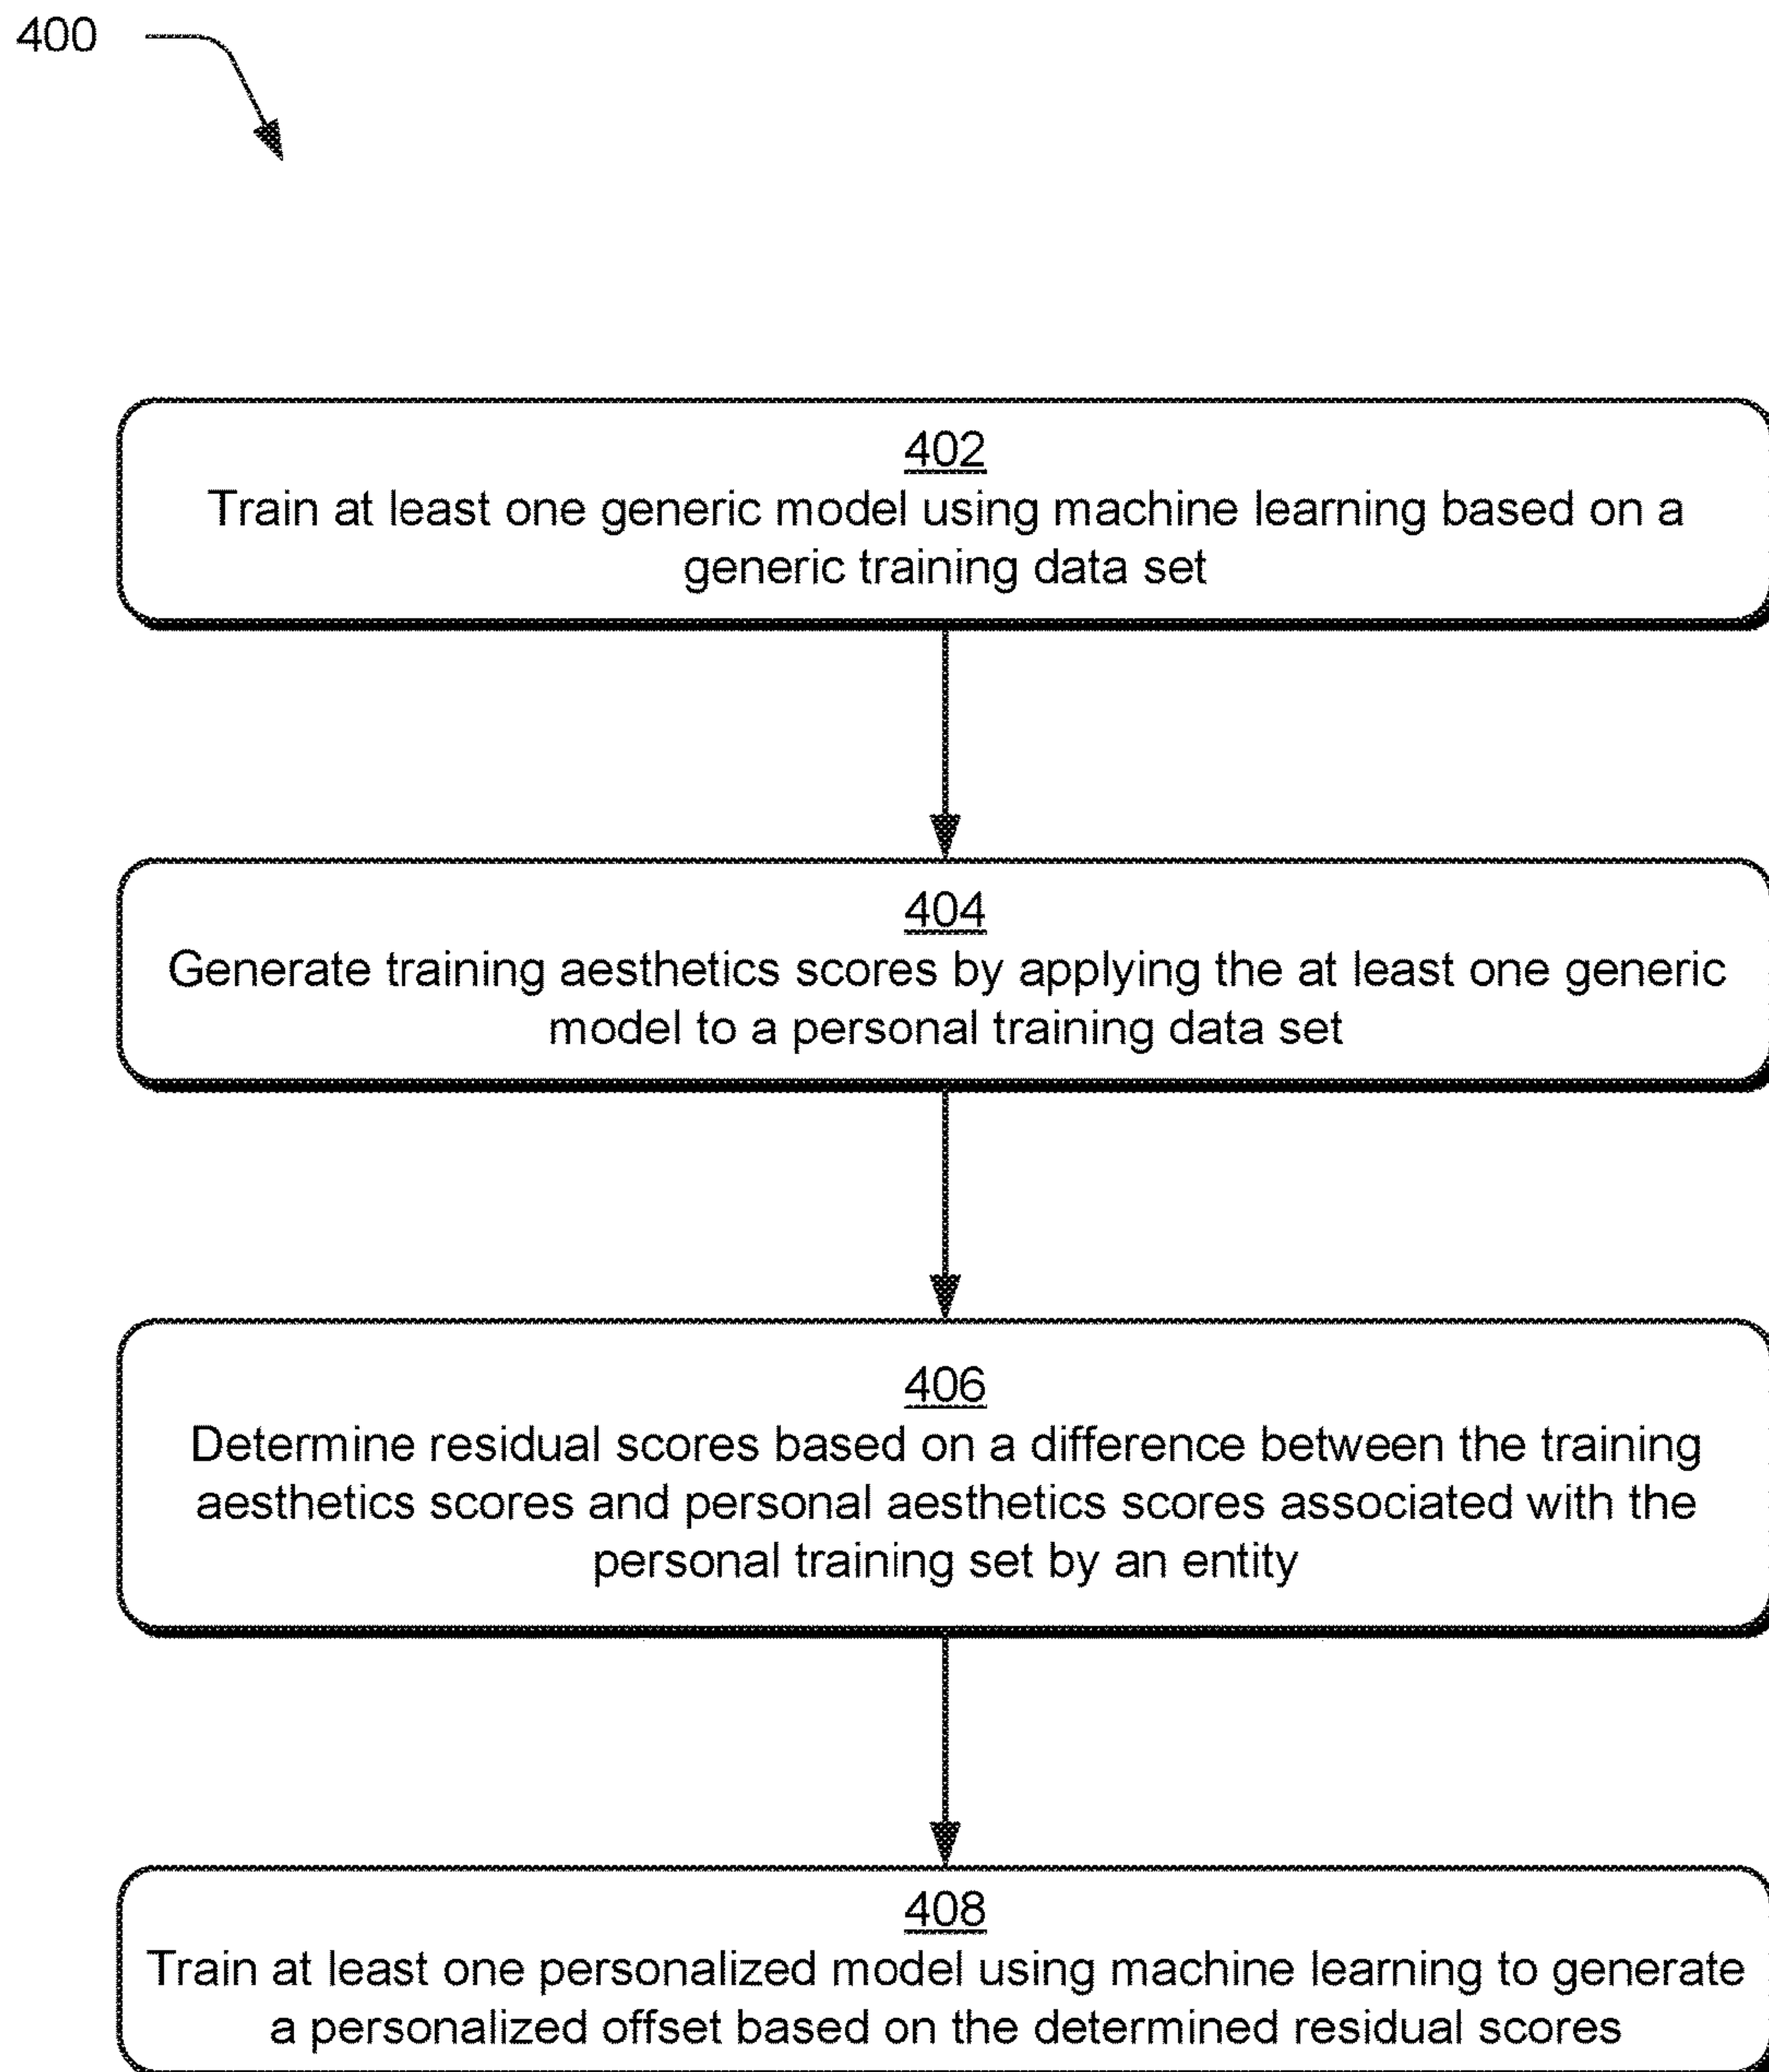 400
402
Train at least one generic model using machine learning based on a
generic training data set
404
Generate training aesthetics scores by applying the at least one generic
model to a personal training data set
406
Determine residual scores based on a difference between the training
aesthetics scores and personal aesthetics scores associated with the
personal training set by an entity
408
Train at least one personalized model using machine learning to generate
a personalized offset based on the determined residual scores